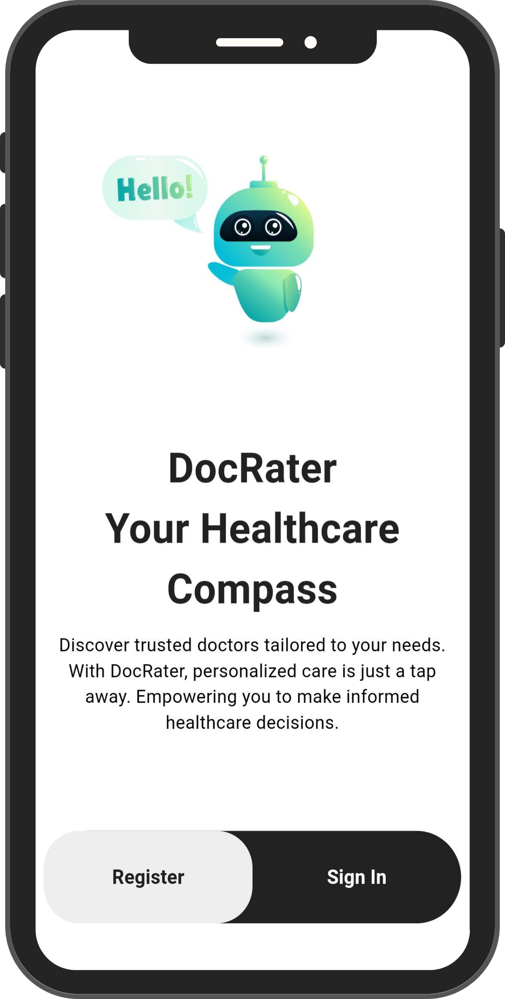 Hello!
DocRater
Your Healthcare
Compass
Discover trusted doctors tailored to your needs.
With DocRater, personalized care is just a tap
away. Empowering you to make informed
healthcare decisions.
Register
Sign In